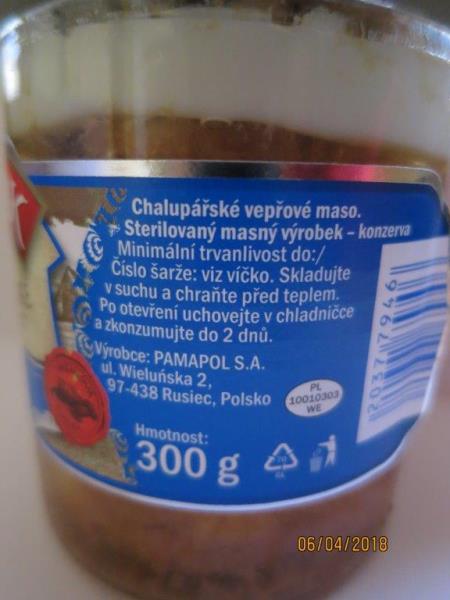 Chalupářské vepřové maso.
Sterilovaný masný výrobek – konzerva
Minimální trvanlivost do:/
Číslo šarže: viz víčko. Skladujte
v suchu a chraňte před teplem.
Po otevření uchovejte v chladničce
a zkonzumujte do 2 dnů.
Výrobce: PAMAPOL S.A.
ul. Wieluńska 2,
97-438 Rusiec, Polsko
PL
10010303
WE
Hmotnost:
300 g
06/04/2018